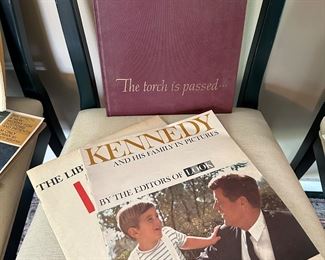 The torch is passed...
KENNEDY
AND HIS FAMILY IN PICTURES
BY THE EDITORS OF LOOK
THE LIB